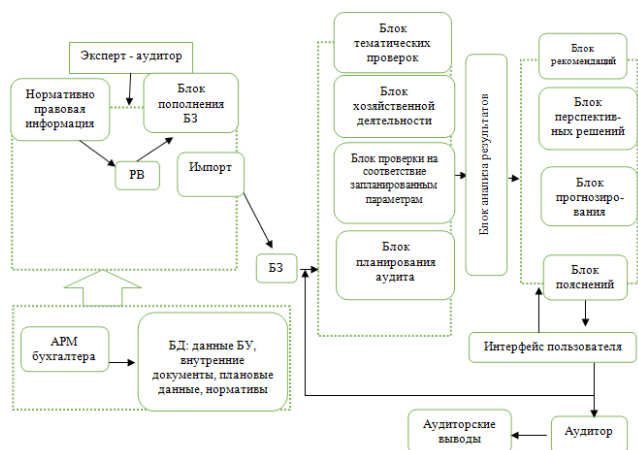 Эксперт - аудитор
Нормативно
правовая
информация
Блок
пополнения
БЗ
РВ
Импорт
БЗ
АРМ
бухгалтера
БД: данные БУ,
внутренние
документы, плановые
данные, нормативы
Блок
тематических
проверок
Блок
хозяйственной
деятельности
Блок проверки на
соответствие
запланированным
параметрам
Блок
планирования
аудита
Блок анализа результатов
Блок
рекомендаций
Блок
перспектив-
ных решений
Блок
прогнозиро-
вания
Блок
пояснений
Интерфейс пользователя
Аудитор
Аудиторские
выводы